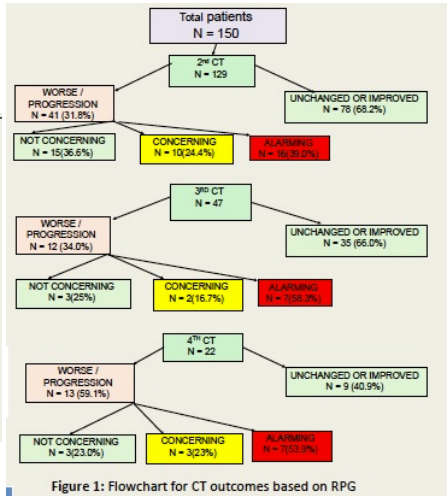 Total patients
N = 150
2nd CT
N = 129
WORSE /
PROGRESSION
N = 41 (31.8%)
UNCHANGED OR IMPROVED
N = 78 (68.2%)
NOT CONCERNING
N = 15(36.6%)
CONCERNING
N = 10(24.4%)
ALARMING
N = 16(39.0%)
3RD CT
N = 47
WORSE /
PROGRESSION
N = 12 (34.0%)
UNCHANGED OR IMPROVED
N = 35 (66.0%)
NOT CONCERNING
N = 3(25%)
CONCERNING
N = 2(16.7%)
ALARMING
N = 7(58.3%)
4TH CT
N = 22
WORSE /
PROGRESSION
N = 13 (59.1%)
UNCHANGED OR IMPROVED
N = 9 (40.9%)
NOT CONCERNING
N = 3(23.0%)
CONCERNING
N = 3(23%)
ALARMING
N = 7(53.9%)
Figure 1: Flowchart for CT outcomes based on RPG